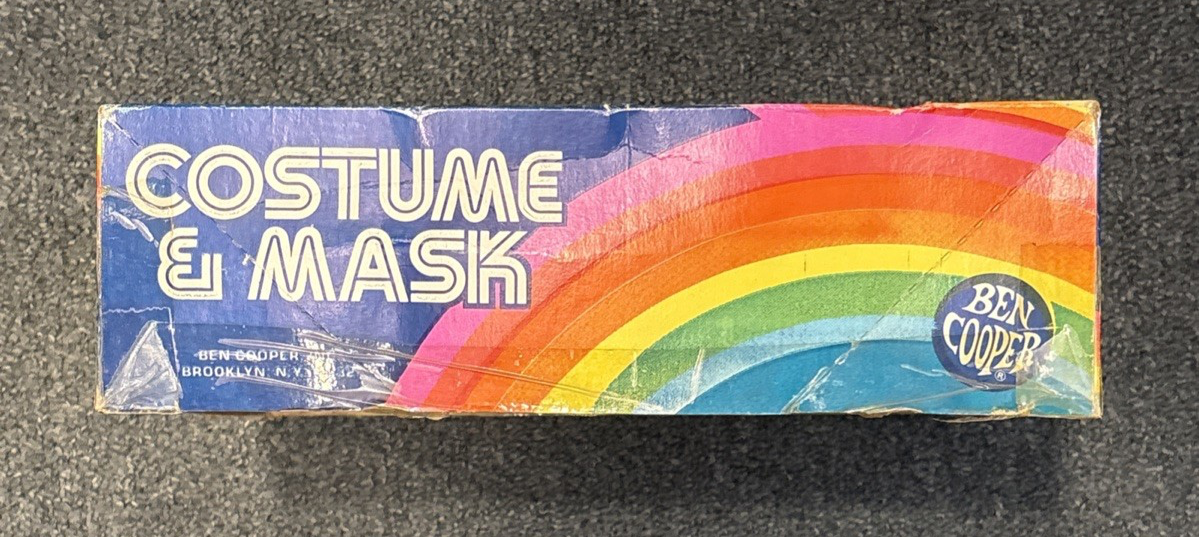 COSTUME
& MASK
BEN COOPER,
BROOKLYN, N.Y.
BEN
COOPER
®